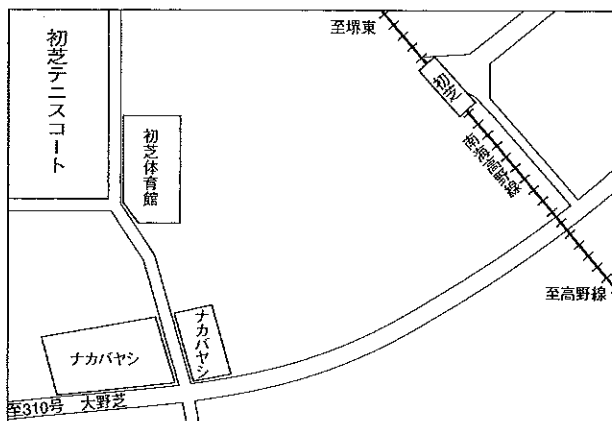 至堺東
初芝テニスコート
初芝
初芝体育館
南海高野線
至高野線
ナカバヤシ
ナカバヤシ
至310号 大野芝